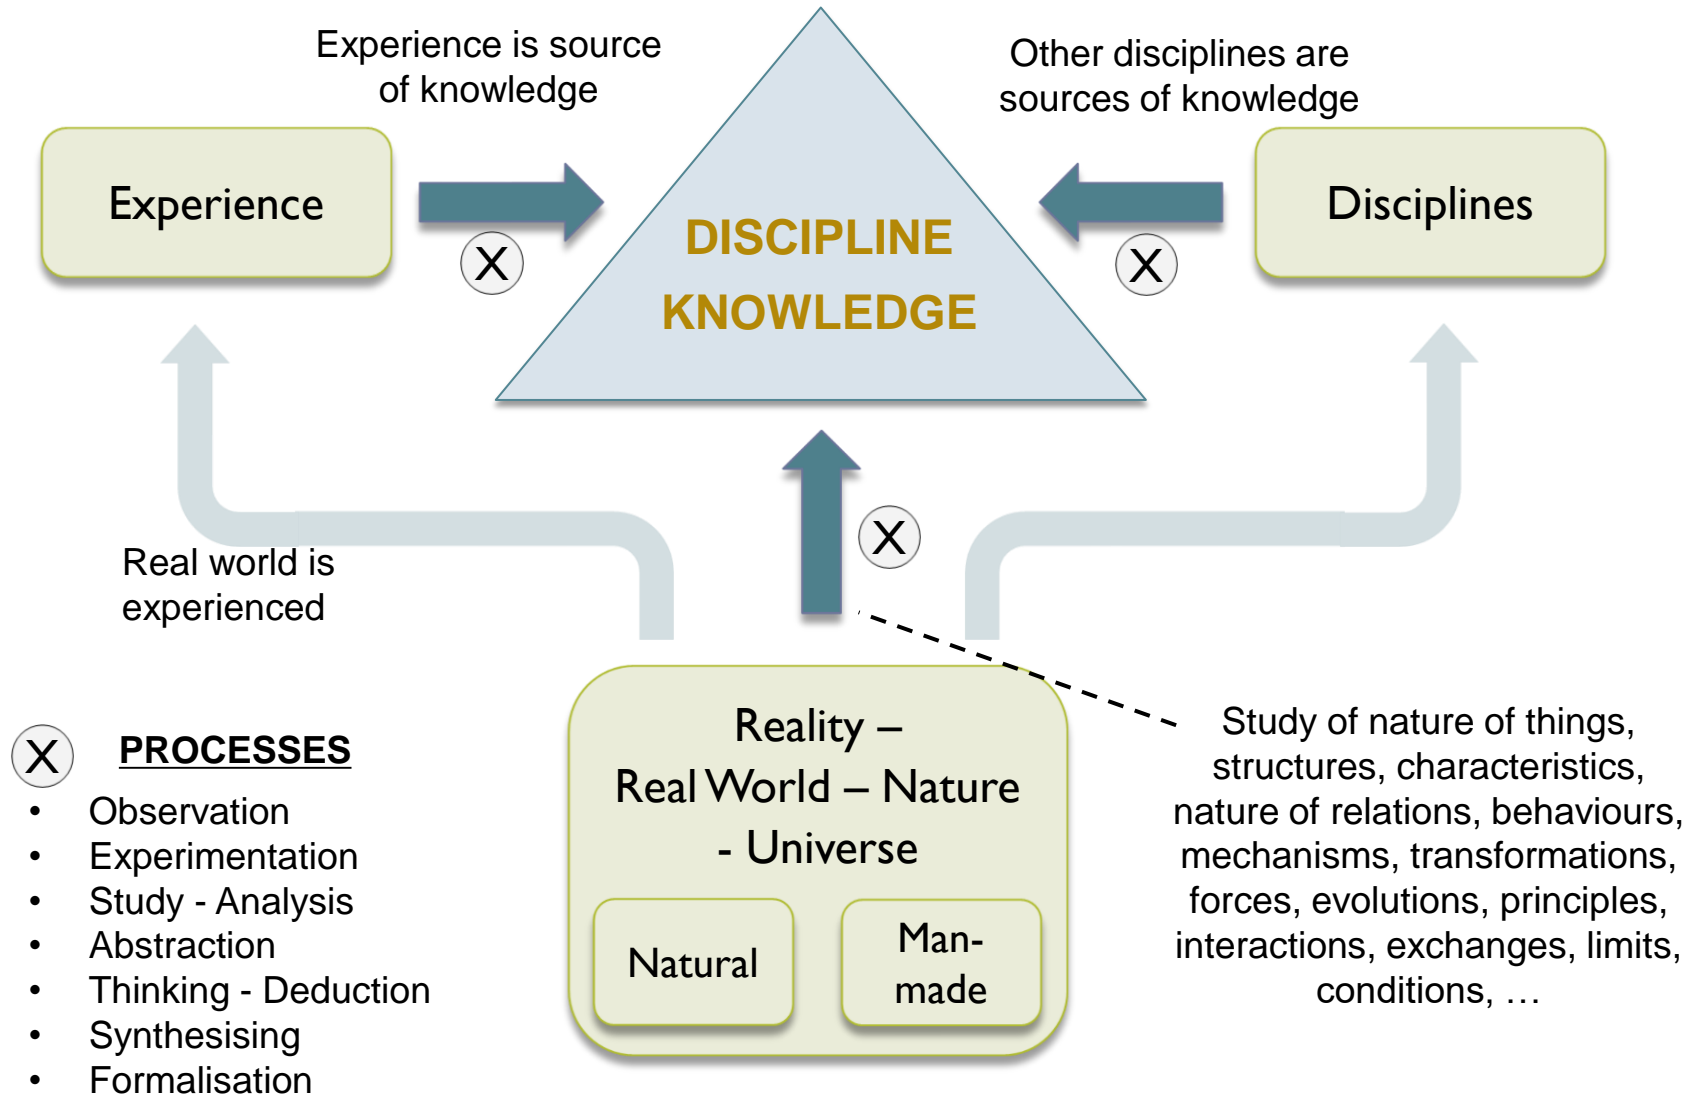 Experience is source
of knowledge
Other disciplines are
sources of knowledge
Experience
X
DISCIPLINE
KNOWLEDGE
X
Disciplines
X
Real world is
experienced
Reality –
Real World – Nature
- Universe
Natural
Man-
made
X PROCESSES
• Observation
• Experimentation
• Study - Analysis
• Abstraction
• Thinking - Deduction
• Synthesising
• Formalisation
Study of nature of things,
structures, characteristics,
nature of relations, behaviours,
mechanisms, transformations,
forces, evolutions, principles,
interactions, exchanges, limits,
conditions, …